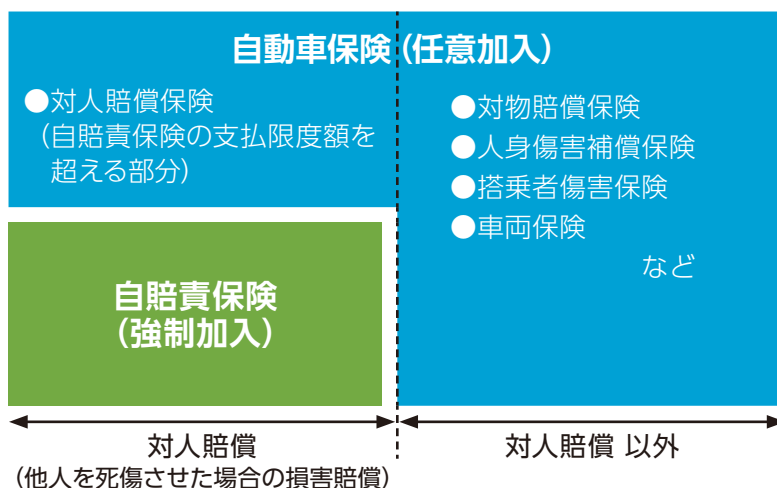 自動車保険(任意加入)
●対人賠償保険
(自賠責保険の支払限度額を
超える部分)
●対物賠償保険
●人身傷害補償保険
●搭乗者傷害保険
●車両保険
など
自賠責保険
(強制加入)
対人賠償
(他人を死傷させた場合の損害賠償)
対人賠償 以外